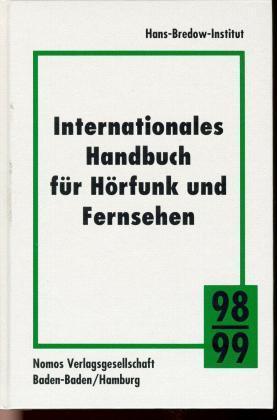 Hans-Bredow-Institut
Internationales
Handbuch
für Hörfunk und
Fernsehen
98
99
Nomos Verlagsgesellschaft
Baden-Baden/Hamburg